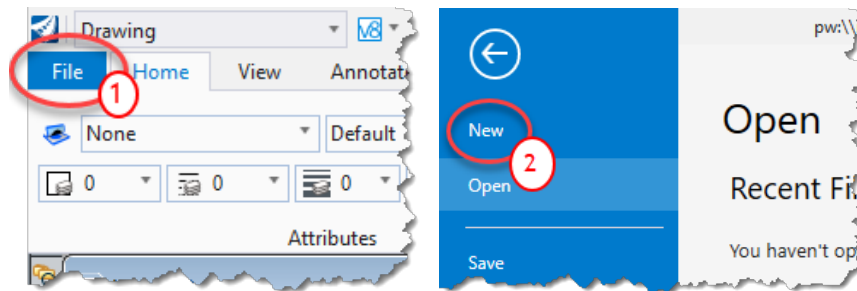 Drawing V8
File Home View Annotat
1
None Default
0 0 0
Attributes
pw:\\
New
2
Open
Save
Open
Recent Fi
You haven't op